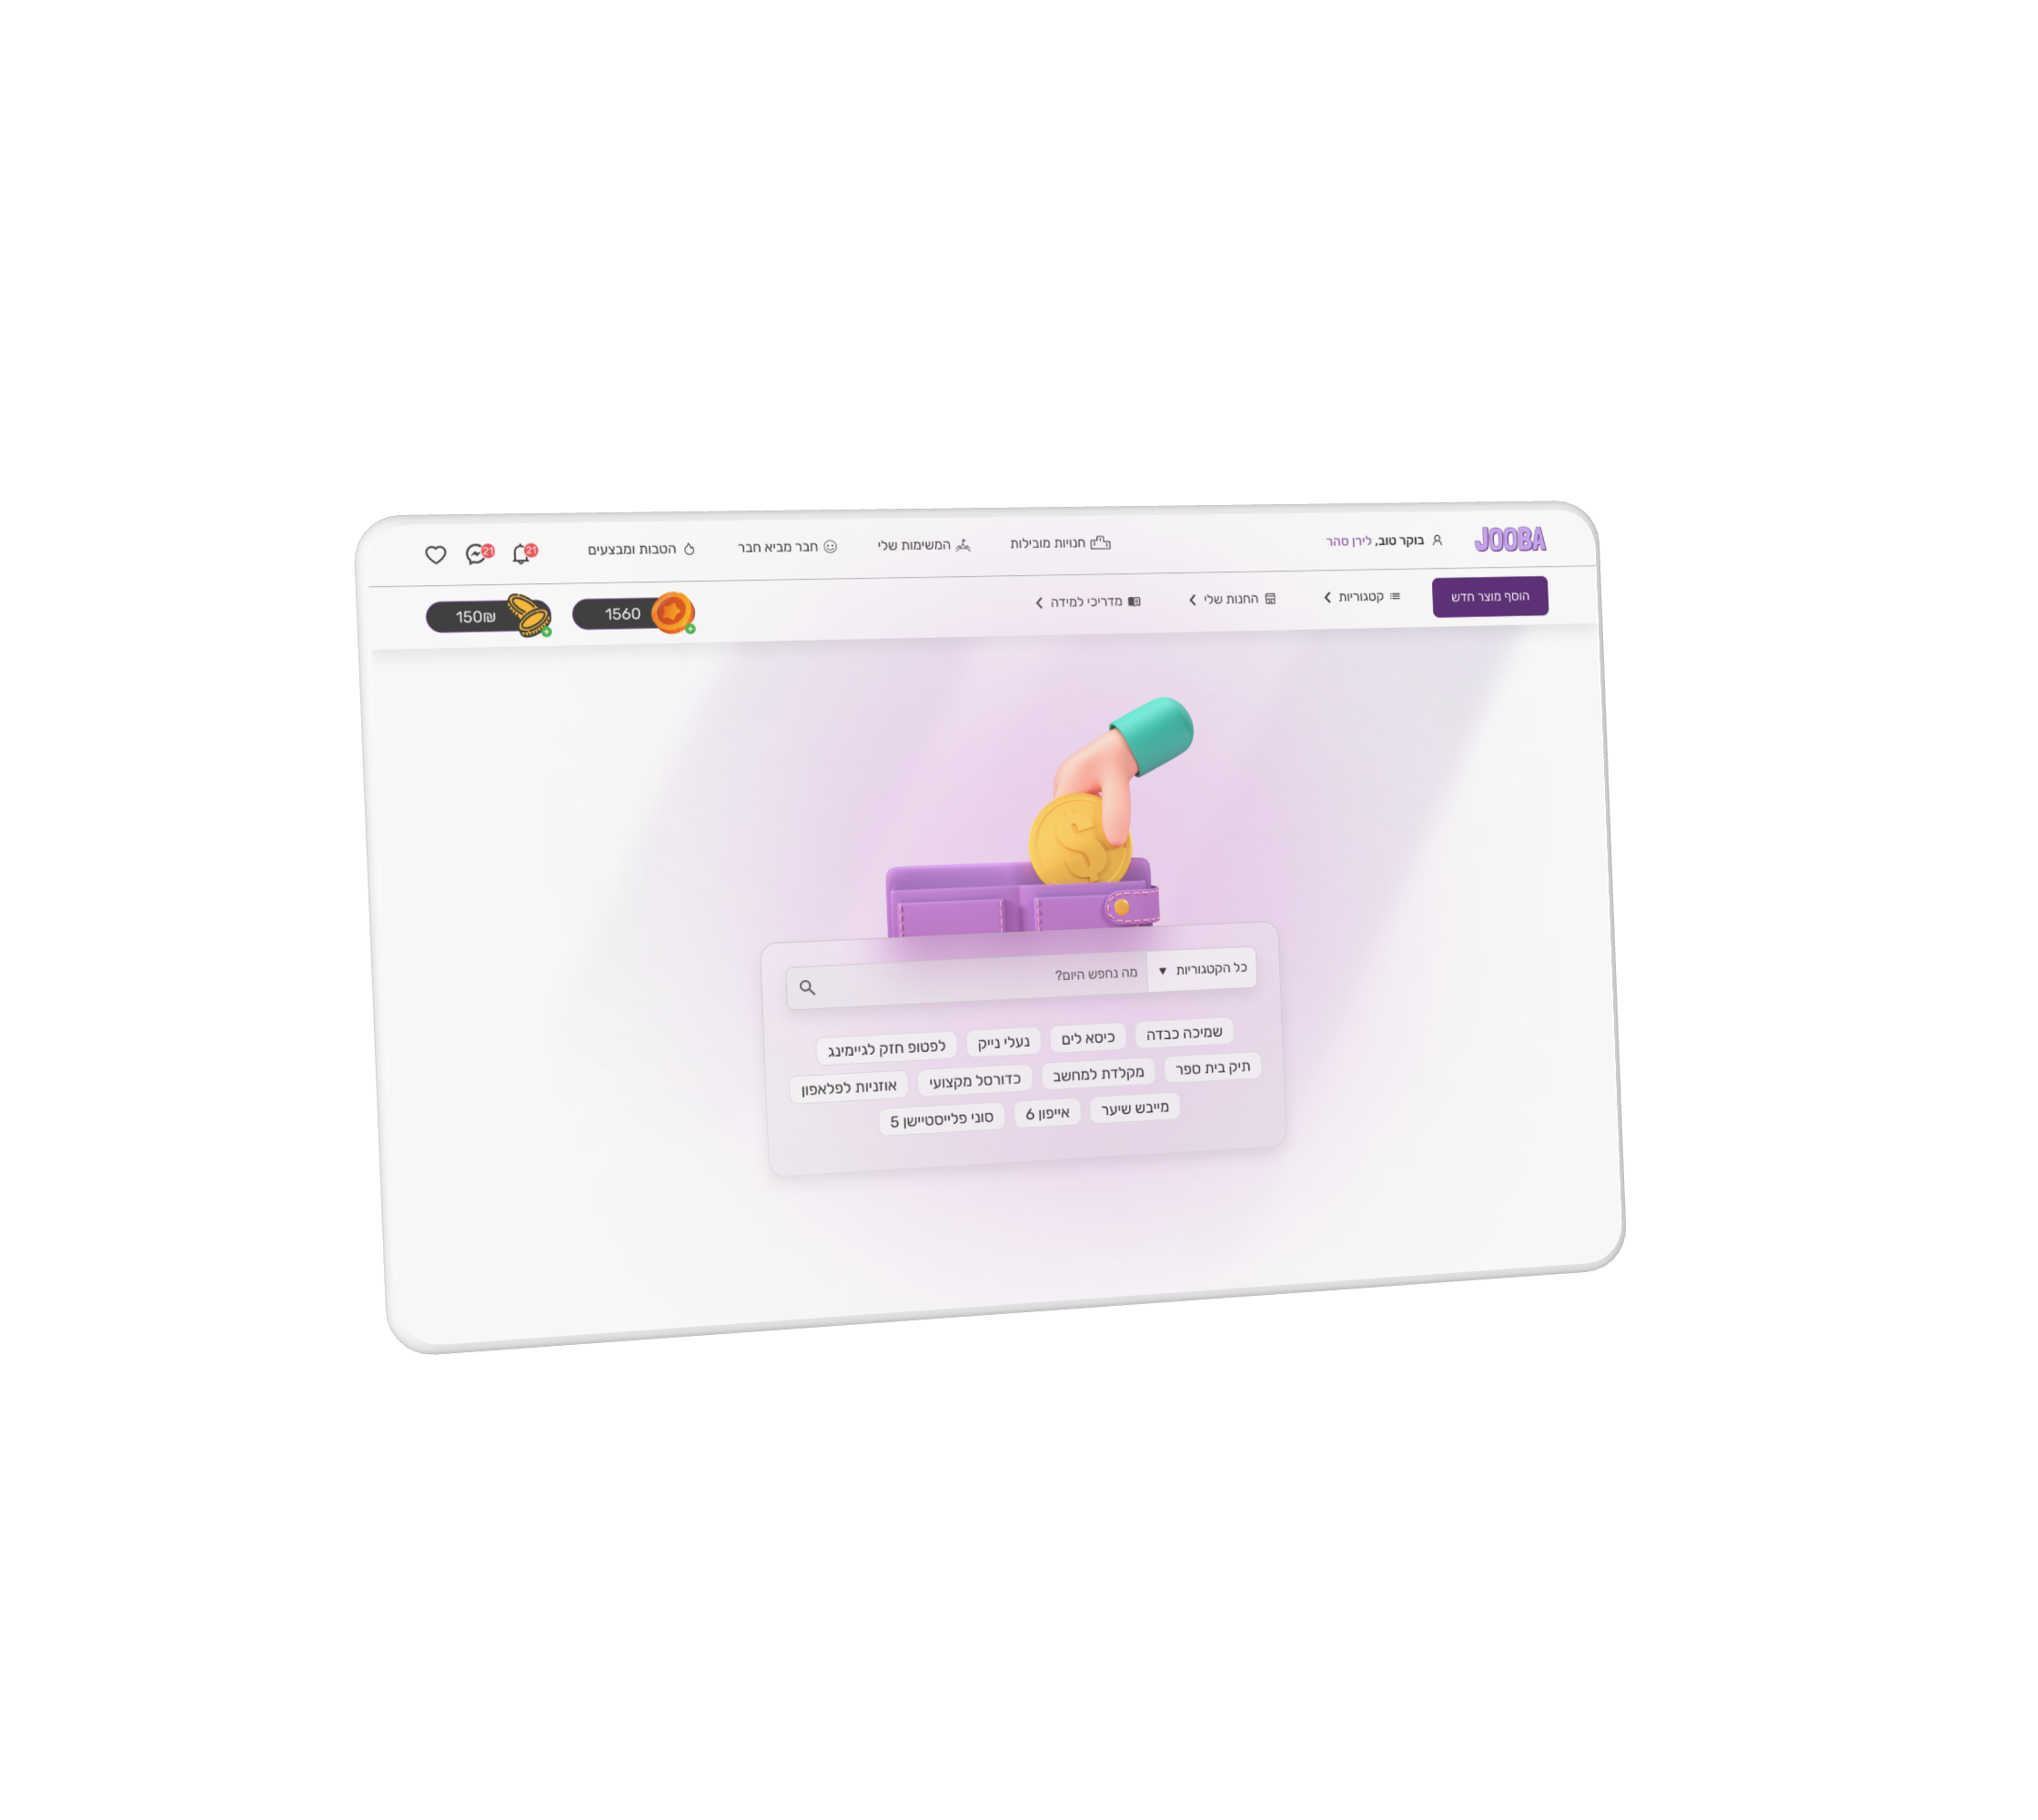 JOOBA
בוקר טוב, לירן סהר
חנויות מובילות
המשימות שלי
חבר מביא חבר
הטבות ומבצעים
21
21
הוסף מוצר חדש
קטגוריות
החנות שלי
מדריכי למידה
1560
150₪
$
כל הקטגוריות
מה נחפש היום?
שמיכה כבדה כיסא לים נעלי נייק לפטופ חזק לגיימינג
תיק בית ספר מקלדת למחשב כדורסל מקצועי אוזניות לפלאפון
מייבש שיער אייפון 6 סוני פלייסטיישן 5